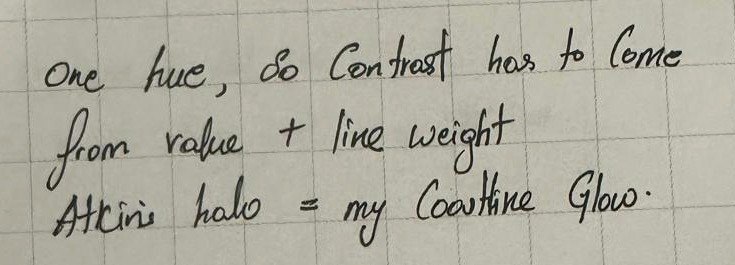 One hue, so Contrast has to Come
from value + line weight
Atkins halo = my Coastline Glow.